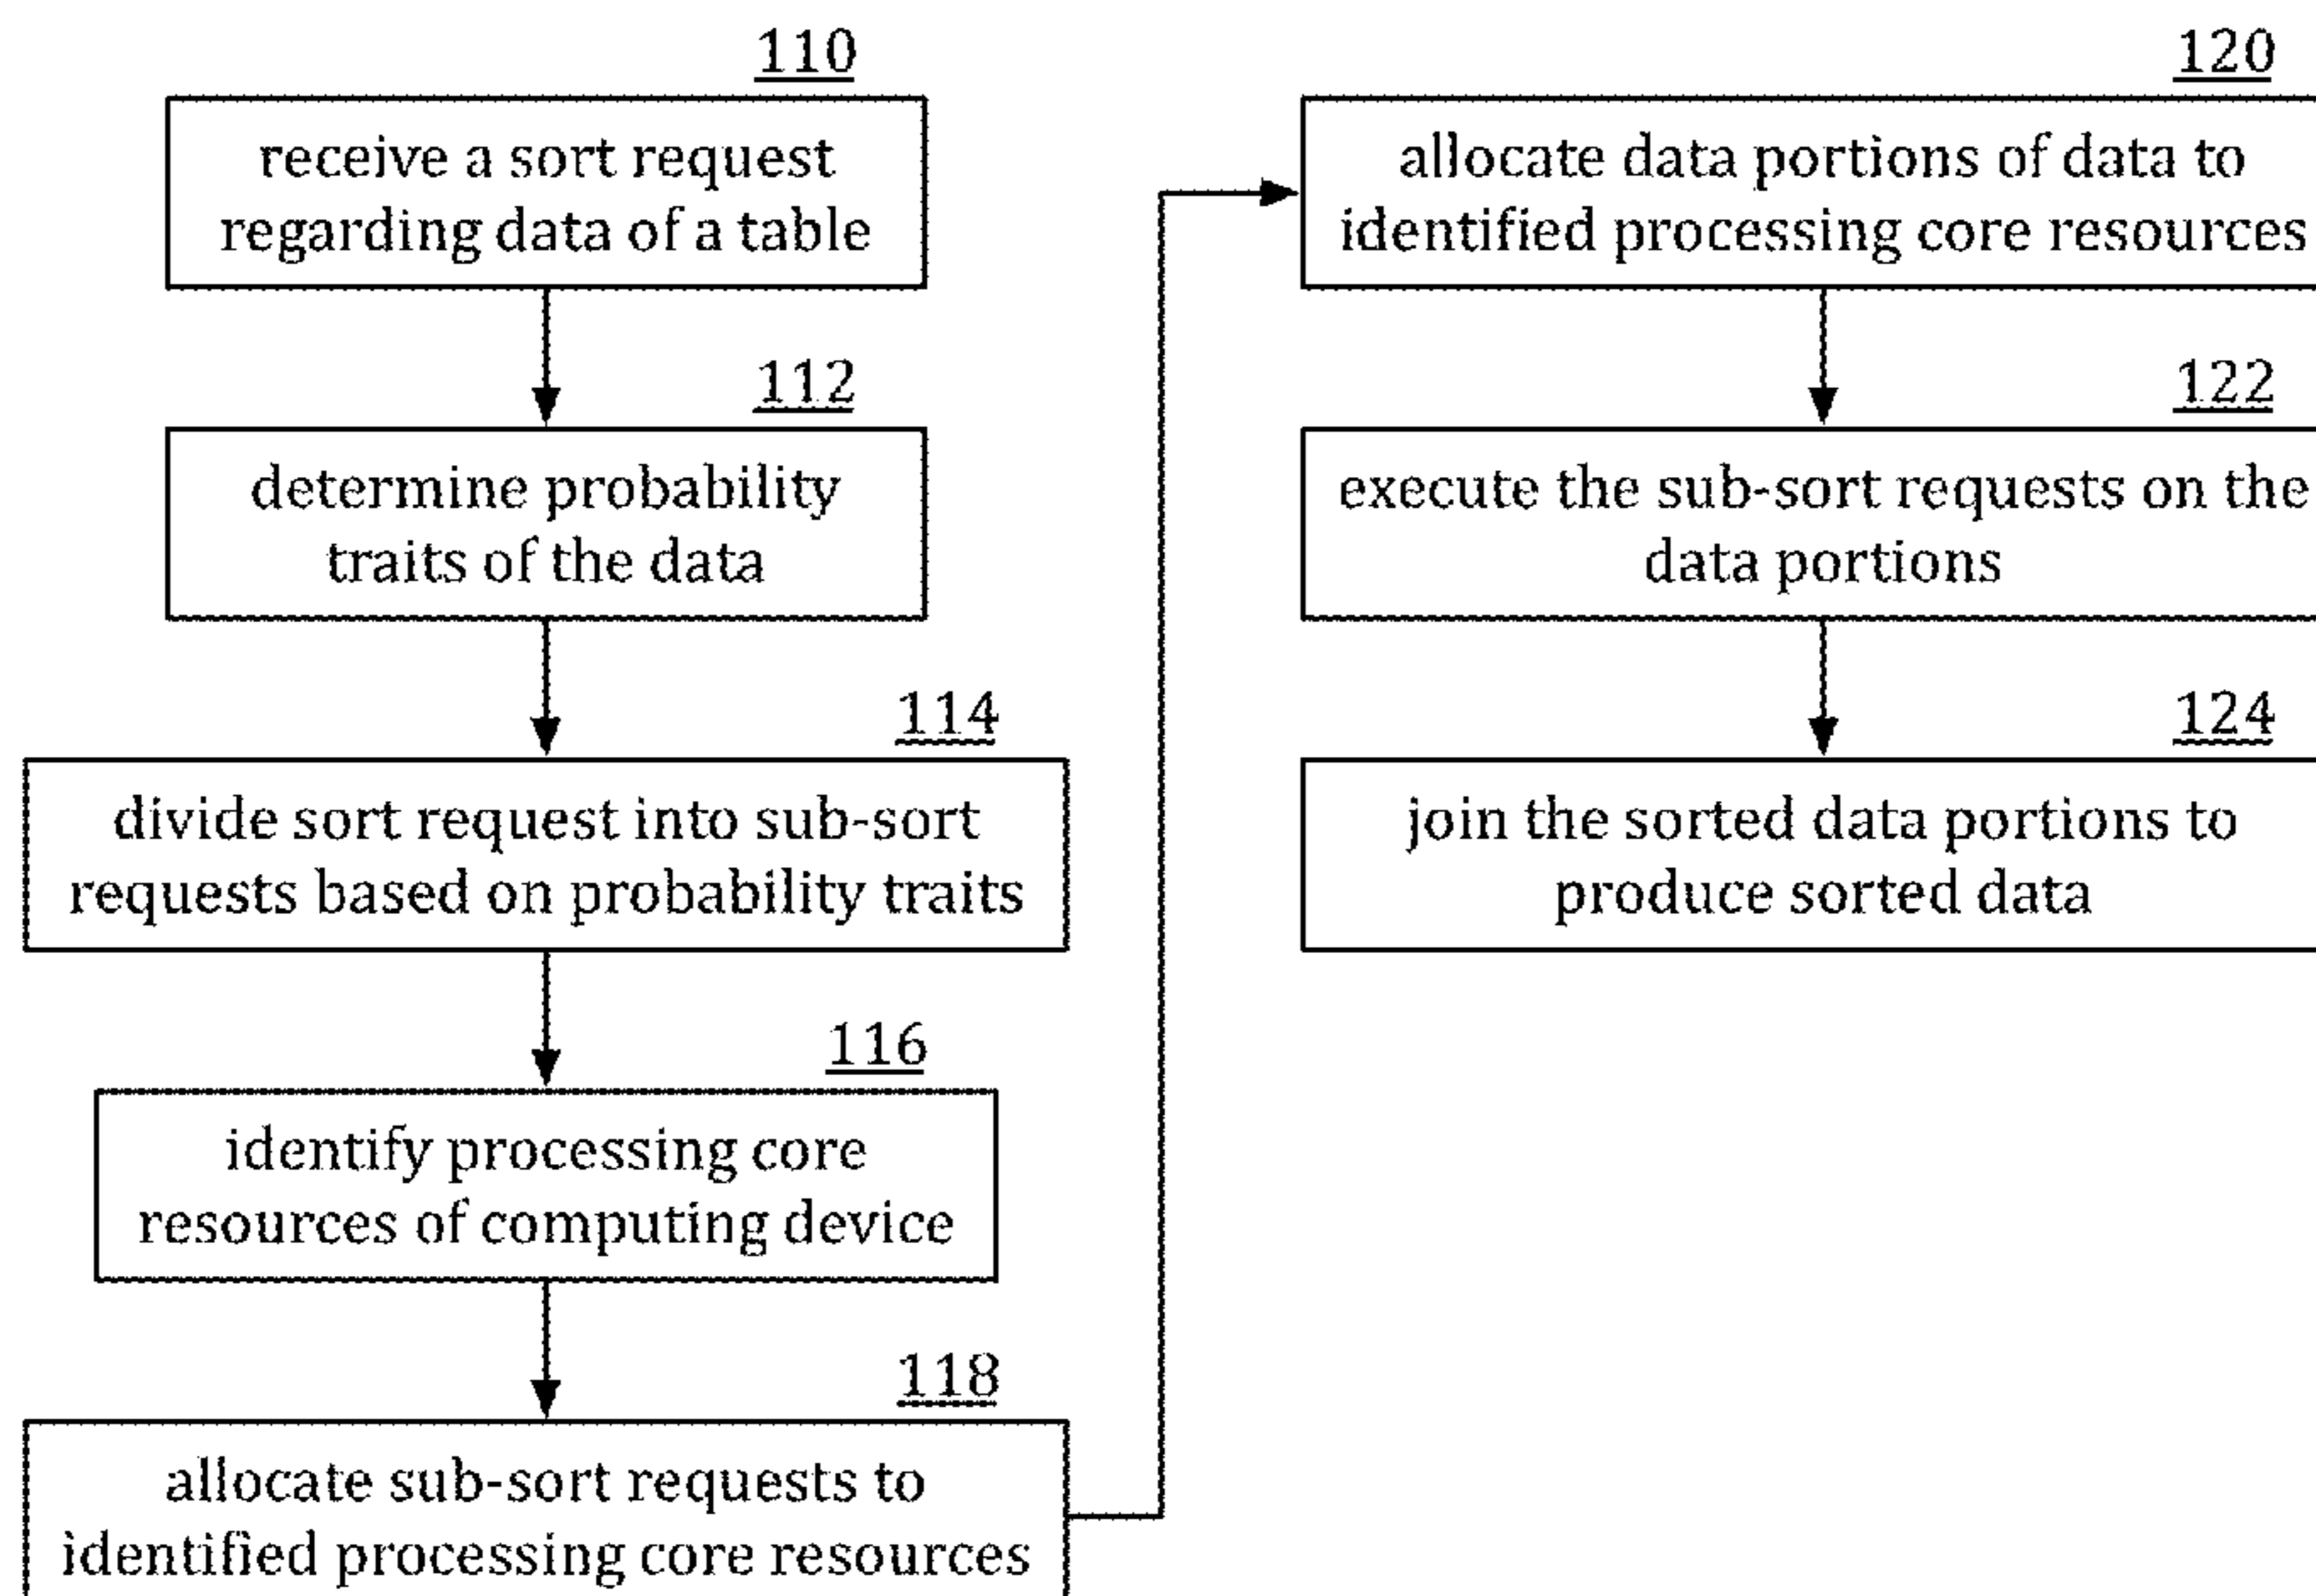 110
receive a sort request
regarding data of a table
112
determine probability
traits of the data
114
divide sort request into sub-sort
requests based on probability traits
116
identify processing core
resources of computing device
118
allocate sub-sort requests to
identified processing core resources
120
allocate data portions of data to
identified processing core resources
122
execute the sub-sort requests on the
data portions
124
join the sorted data portions to
produce sorted data